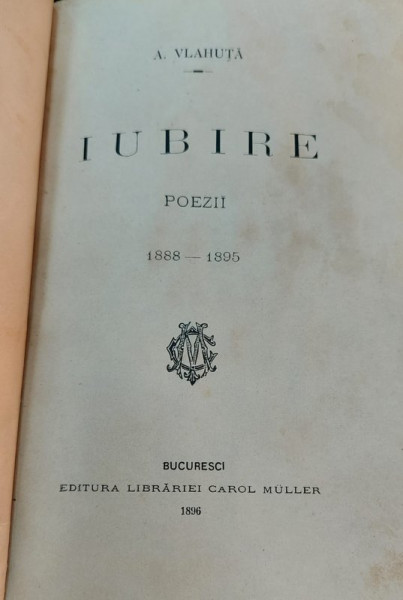 A. VLAHUȚĂ
IUBIRE
POEZII
1888 — 1895
BUCURESCI
EDITURA LIBRĂRIEI CAROL MÜLLER
1896